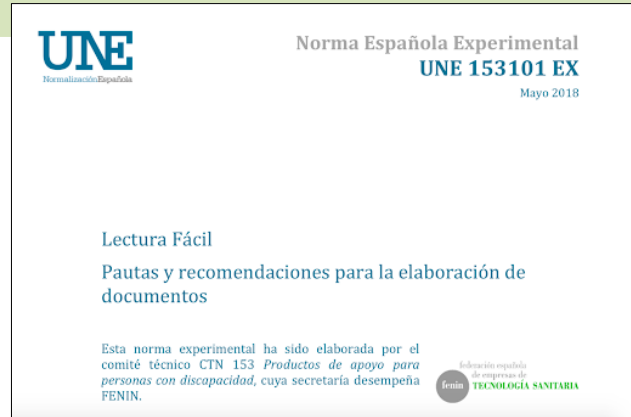 UNE
NormalizaciónEspañola
Norma Española Experimental
UNE 153101 EX
Mayo 2018
Lectura Fácil
Pautas y recomendaciones para la elaboración de
documentos
Esta norma experimental ha sido elaborada por el
comité técnico CTN 153 Productos de apoyo para
personas con discapacidad, cuya secretaría desempeña
FENIN.
fenin
federación española
de empresas de
TECNOLOGÍA SANITARIA